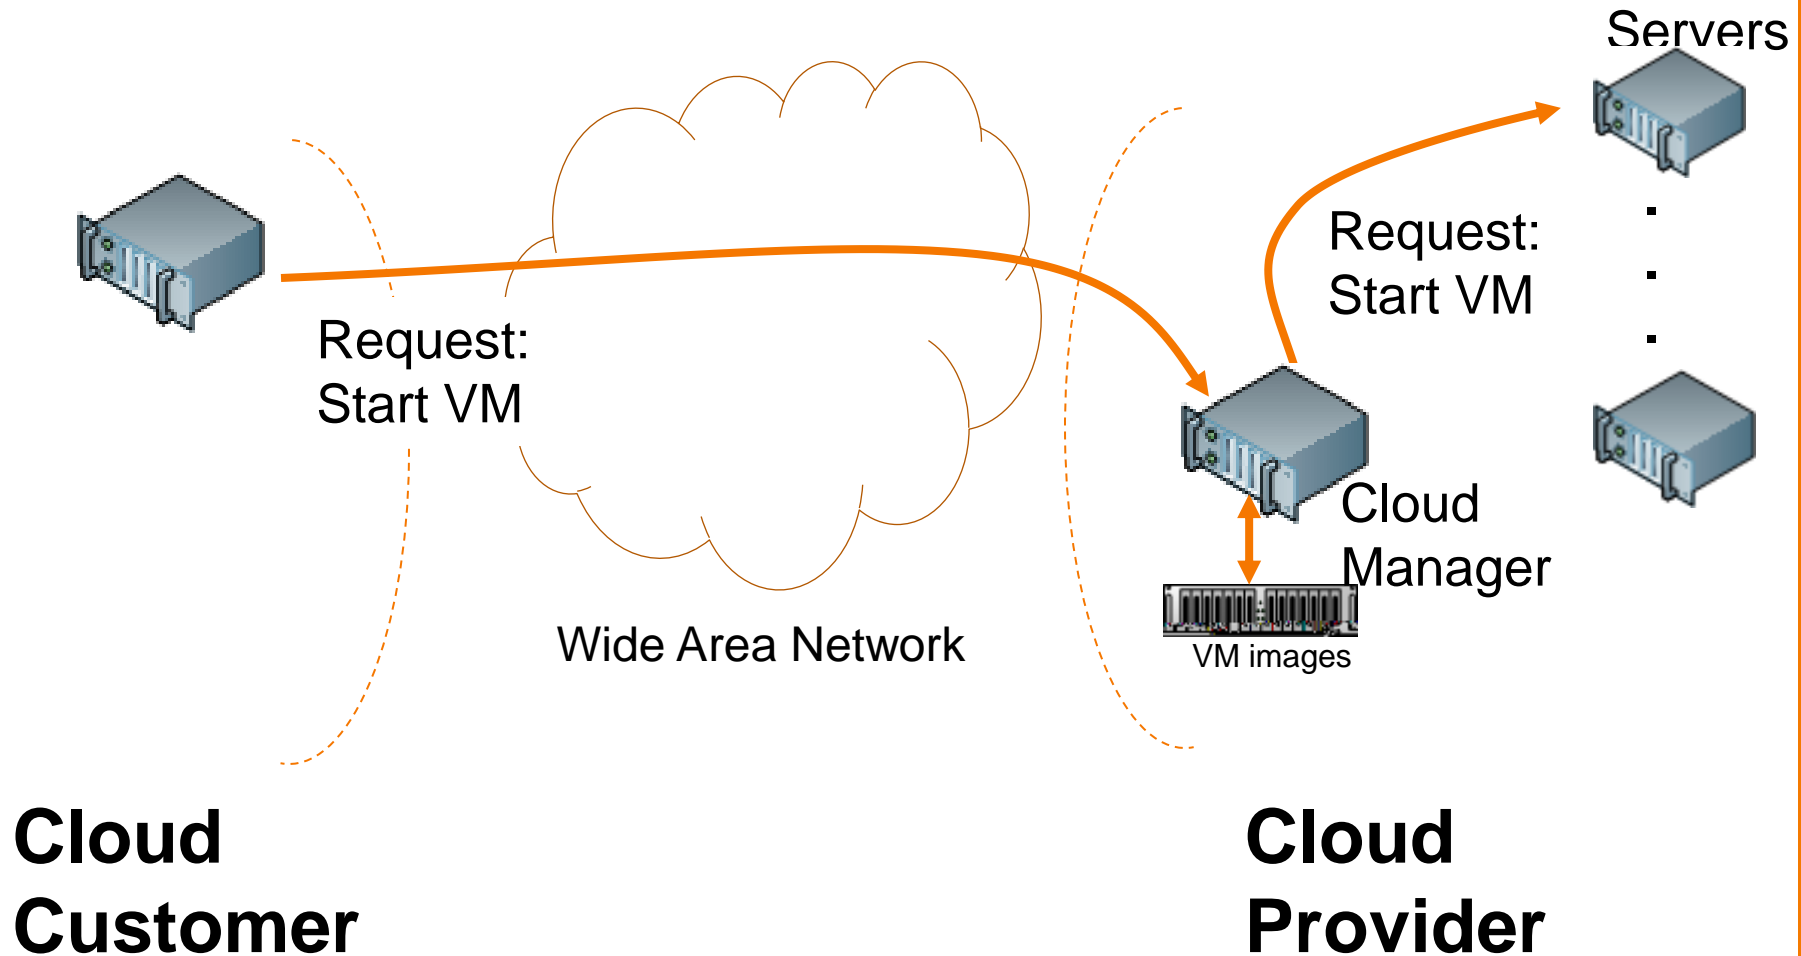 Servers
Request:
Start VM
Request:
Start VM
Cloud
Manager
Wide Area Network
VM images
Cloud
Customer
Cloud
Provider